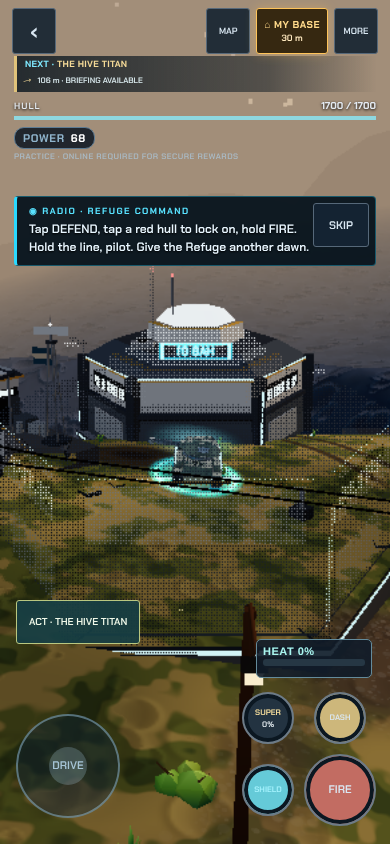 ‹
MAP
⌂ MY BASE
30 m
MORE
NEXT · THE HIVE TITAN
→ 106 m · BRIEFING AVAILABLE
HULL
1700 / 1700
POWER 68
PRACTICE · ONLINE REQUIRED FOR SECURE REWARDS
◉ RADIO · REFUGE COMMAND
Tap DEFEND, tap a red hull to lock on, hold FIRE.
Hold the line, pilot. Give the Refuge another dawn.
SKIP
ACT · THE HIVE TITAN
HEAT 0%
SUPER
0%
DASH
DRIVE
SHIELD
FIRE